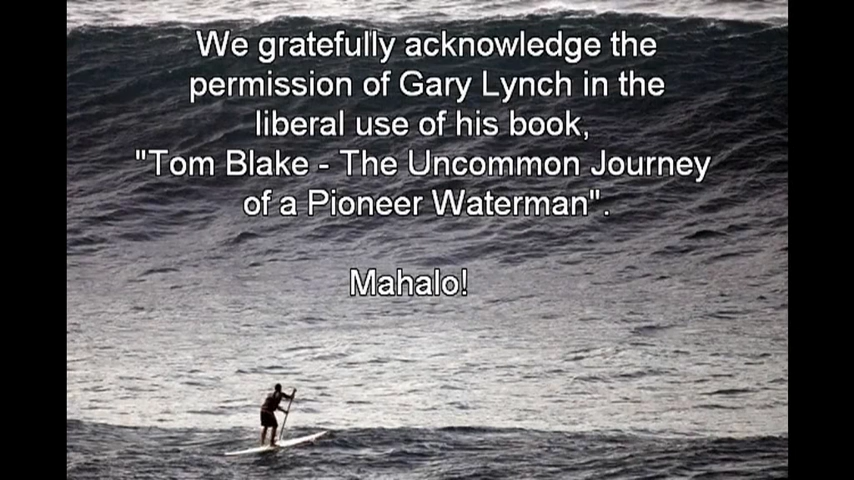 We gratefully acknowledge the
permission of Gary Lynch in the
liberal use of his book,
"Tom Blake - The Uncommon Journey
of a Pioneer Waterman".
Mahalo!